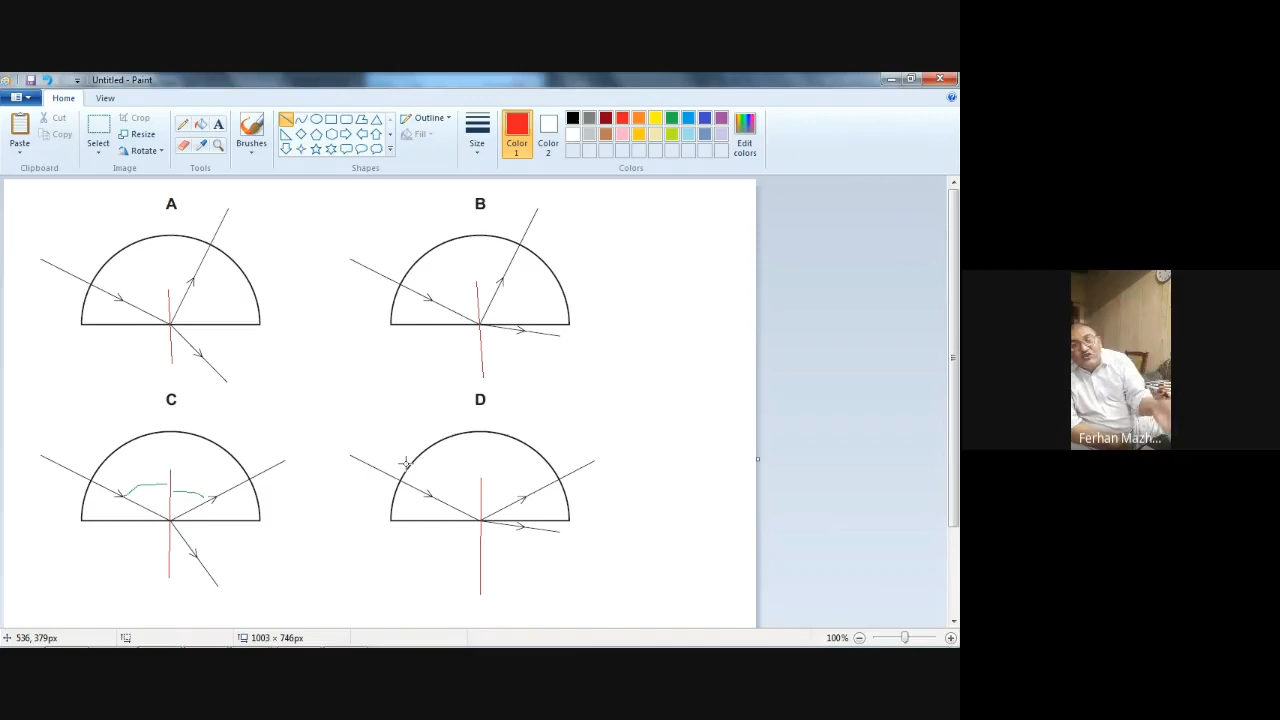 Untitled - Paint
Home View
Cut
Copy
Paste
Clipboard
Crop
Resize
Rotate
Select
Image
A
Tools
Brushes
Outline
Fill
Shapes
Size
Color 1
Color 2
Edit colors
Colors
A
B
C
D
536, 379px
1003 × 746px
100%
Ferhan Mazh...